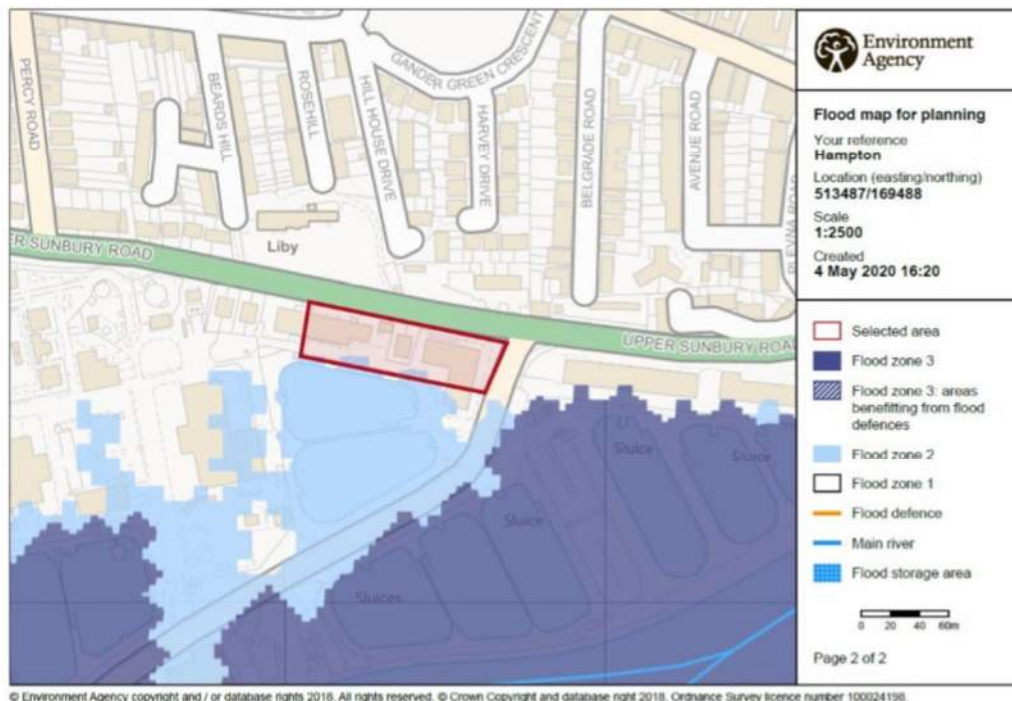 PERCY ROAD
BEARDS HILL
ROSEHILL
HILL HOUSE DRIVE
GANDER GREEN CRESCENT
HARVEY DRIVE
BELGRADE ROAD
AVENUE ROAD
PLEVNA ROAD
Liby
ER SUNBURY ROAD
UPPER SUNBURY ROAD
Sluice
Sluice
Sluice
Sluices
Environment
Agency
Flood map for planning
Your reference
Hampton
Location (easting/northing)
513487/169488
Scale
1:2500
Created
4 May 2020 16:20
Selected area
Flood zone 3
Flood zone 3: areas
benefitting from flood
defences
Flood zone 2
Flood zone 1
Flood defence
Main river
Flood storage area
0 20 40 60m
Page 2 of 2
© Environment Agency copyright and / or database rights 2018. All rights reserved. © Crown Copyright and database right 2018. Ordnance Survey licence number 100024198.